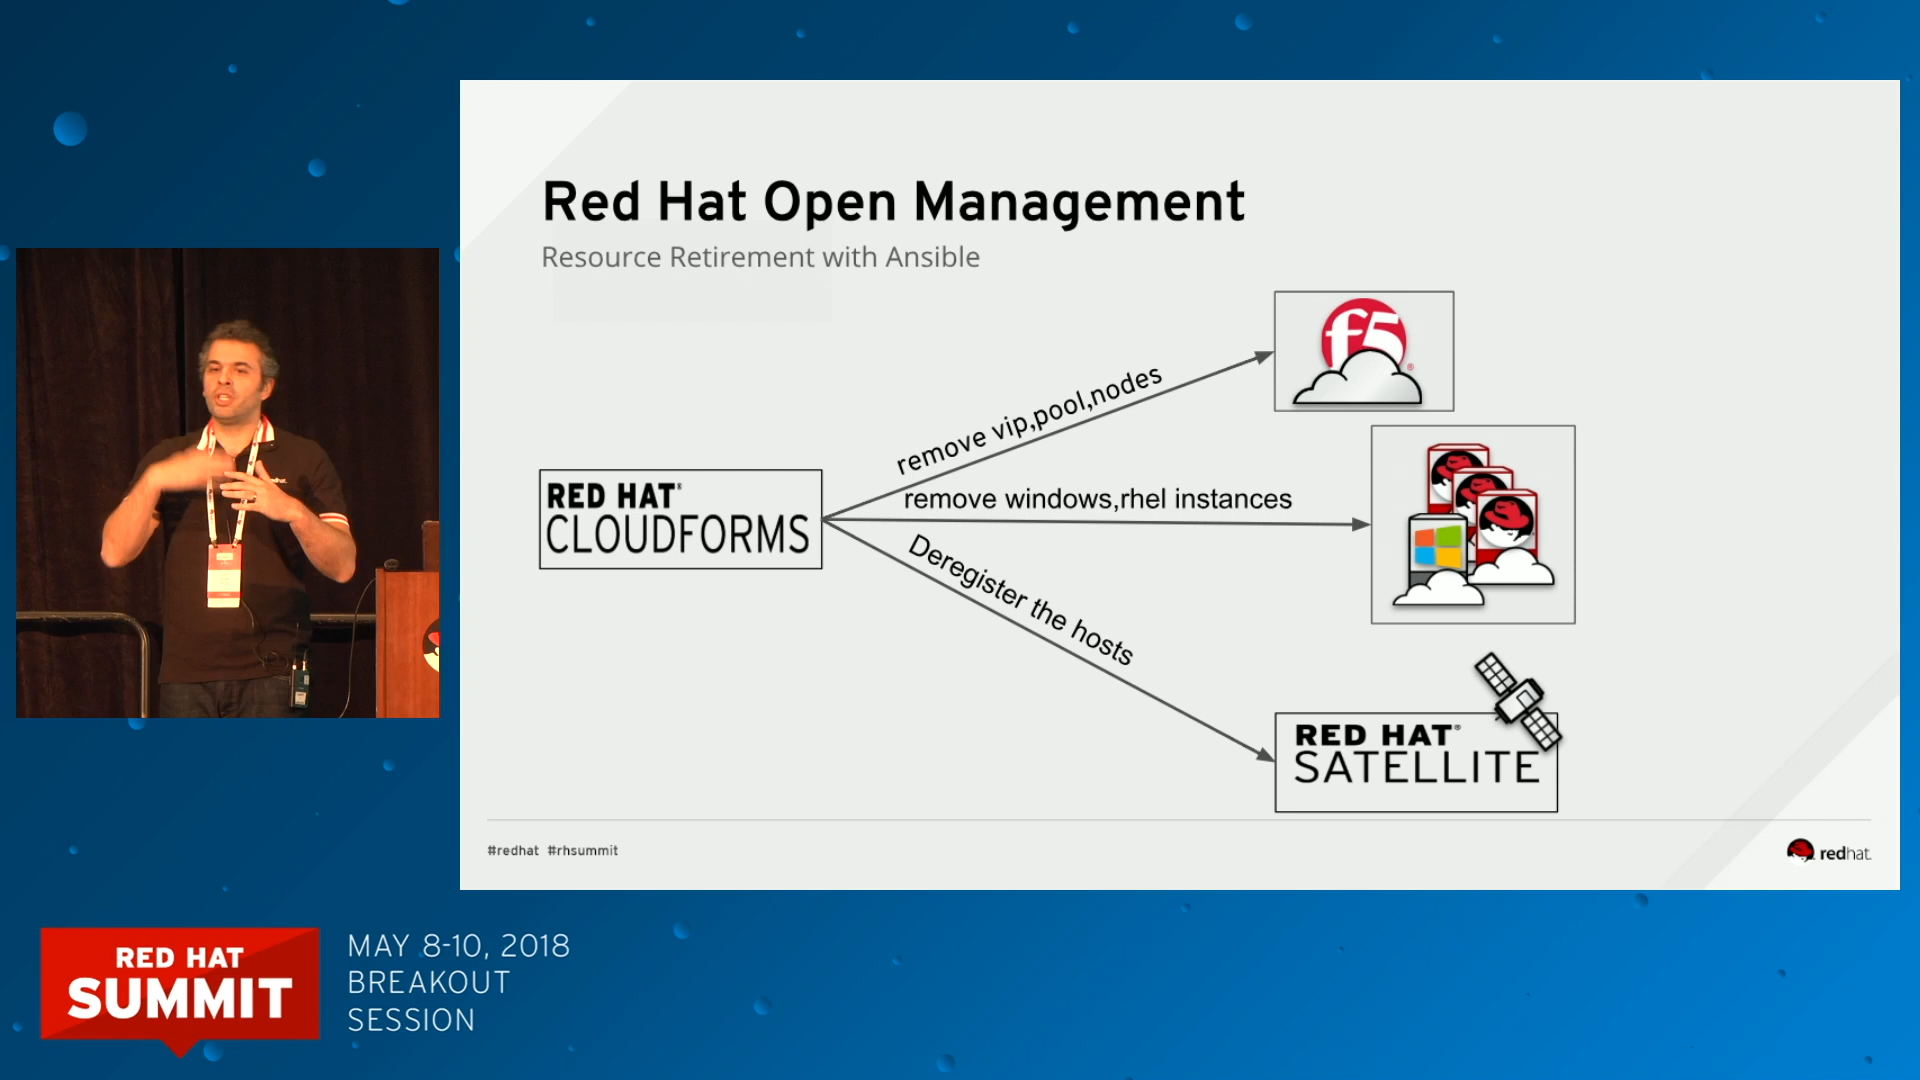 Red Hat Open Management
Resource Retirement with Ansible
f5®
remove vip,pool,nodes
remove windows,rhel instances
RED HAT®
CLOUDFORMS
Deregister the hosts
RED HAT®
SATELLITE
#redhat #rhsummit
redhat.
RED HAT
SUMMIT
MAY 8-10, 2018
BREAKOUT
SESSION